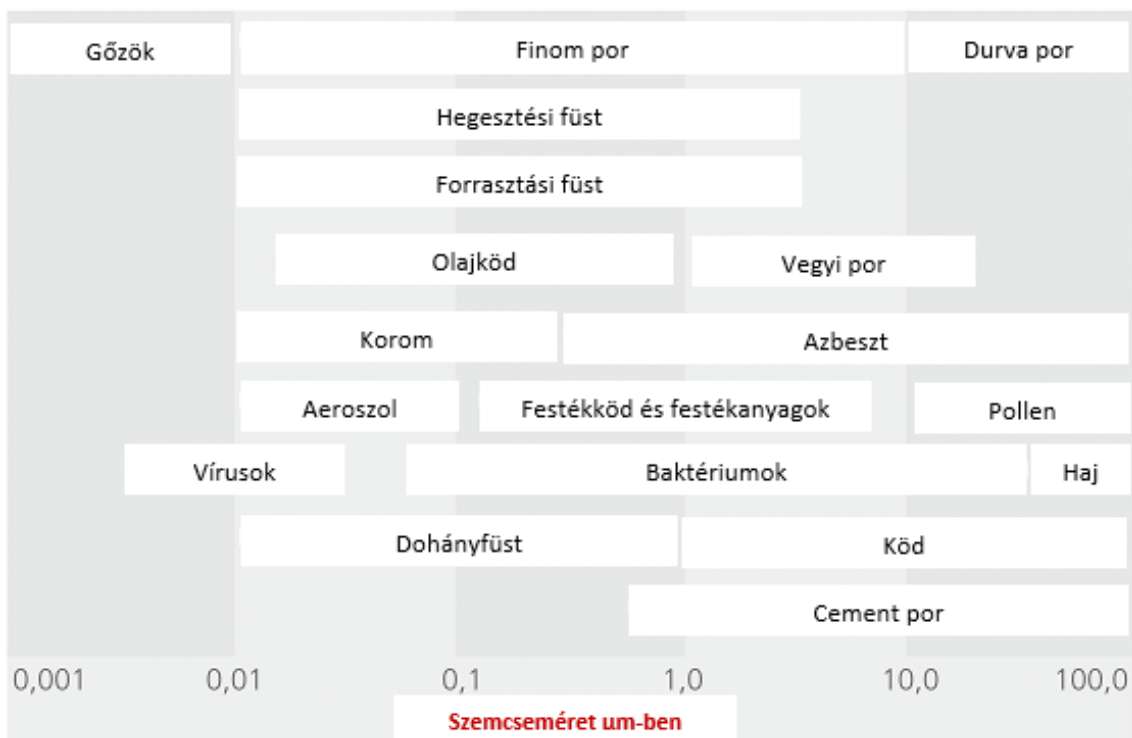 Gőzök Finom por Durva por
Hegesztési füst
Forrasztási füst
Olajköd Vegyi por
Korom Azbeszt
Aeroszol Festékköd és festékanyagok Pollen
Vírusok Baktériumok Haj
Dohányfüst Köd
Cement por
0,001 0,01 0,1 1,0 10,0 100,0
Szemcseméret um-ben